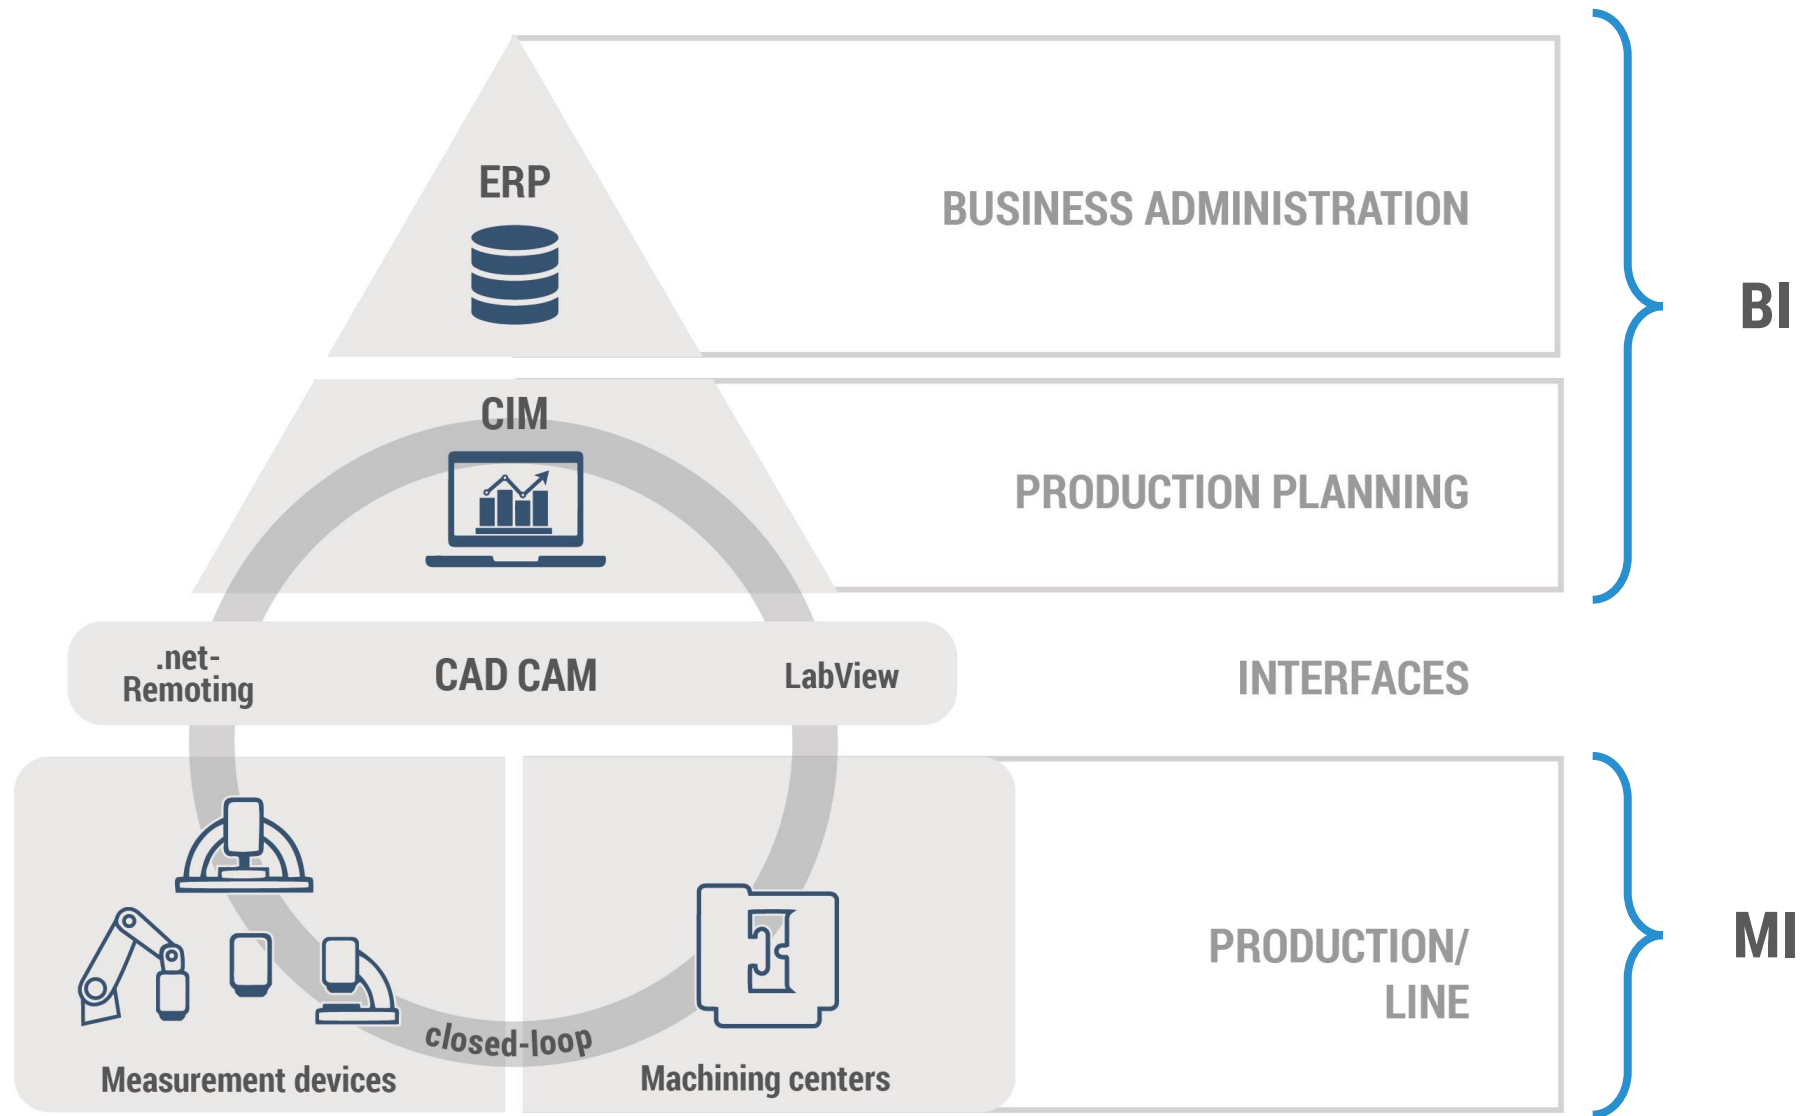 ERP
BUSINESS ADMINISTRATION
BI
CIM
PRODUCTION PLANNING
.net-
Remoting
CAD CAM
LabView
INTERFACES
PRODUCTION/
LINE
MI
closed-loop
Measurement devices
Machining centers